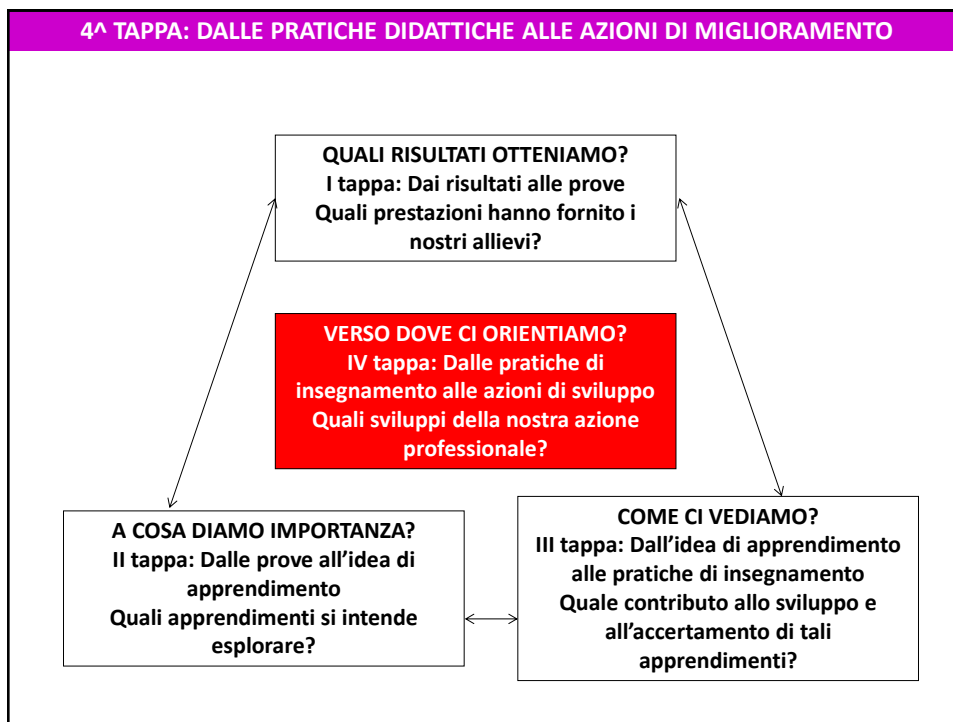 4^ TAPPA: DALLE PRATICHE DIDATTICHE ALLE AZIONI DI MIGLIORAMENTO
QUALI RISULTATI OTTENIAMO?
I tappa: Dai risultati alle prove
Quali prestazioni hanno fornito i
nostri allievi?
VERSO DOVE CI ORIENTIAMO?
IV tappa: Dalle pratiche di
insegnamento alle azioni di sviluppo
Quali sviluppi della nostra azione
professionale?
A COSA DIAMO IMPORTANZA?
II tappa: Dalle prove all’idea di
apprendimento
Quali apprendimenti si intende
esplorare?
COME CI VEDIAMO?
III tappa: Dall’idea di apprendimento
alle pratiche di insegnamento
Quale contributo allo sviluppo e
all’accertamento di tali
apprendimenti?